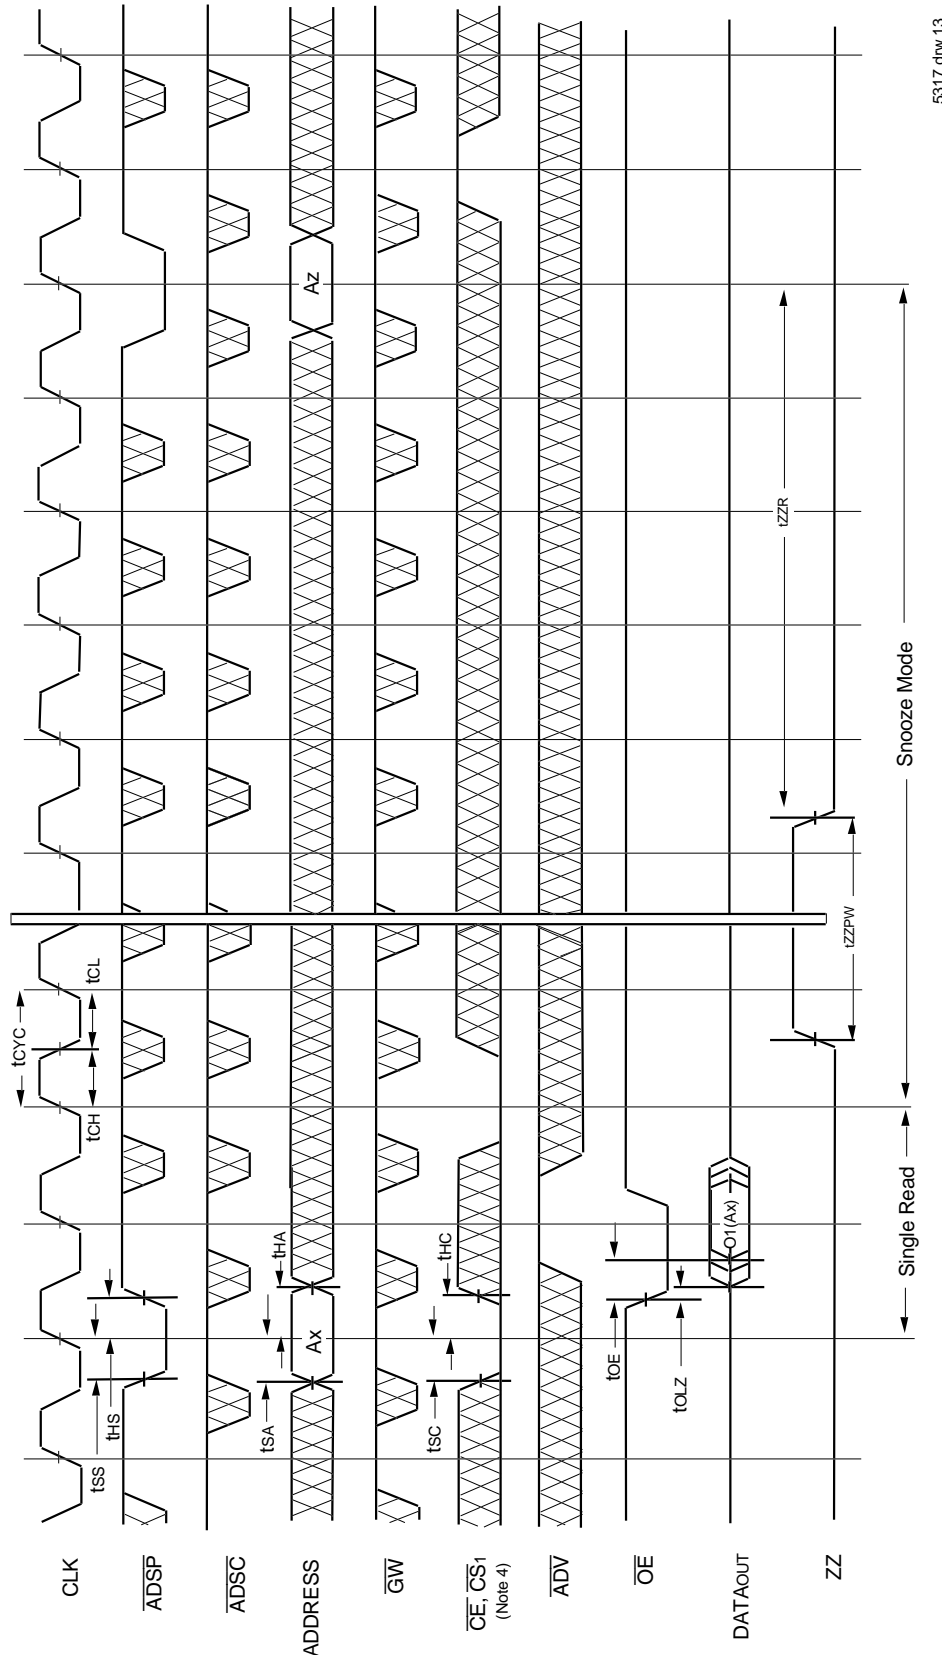 5317 drw 13
tCYC
tCH
tCL
CLK
tSS
tHS
ADSP
ADSC
tSA
tHA
ADDRESS
Ax
Az
GW
tSC
tHC
CE, CS1
(Note 4)
ADV
tOE
OE
tOLZ
DATAOUT
O1(Ax)
tZZR
ZZ
tZZPW
Single Read
Snooze Mode